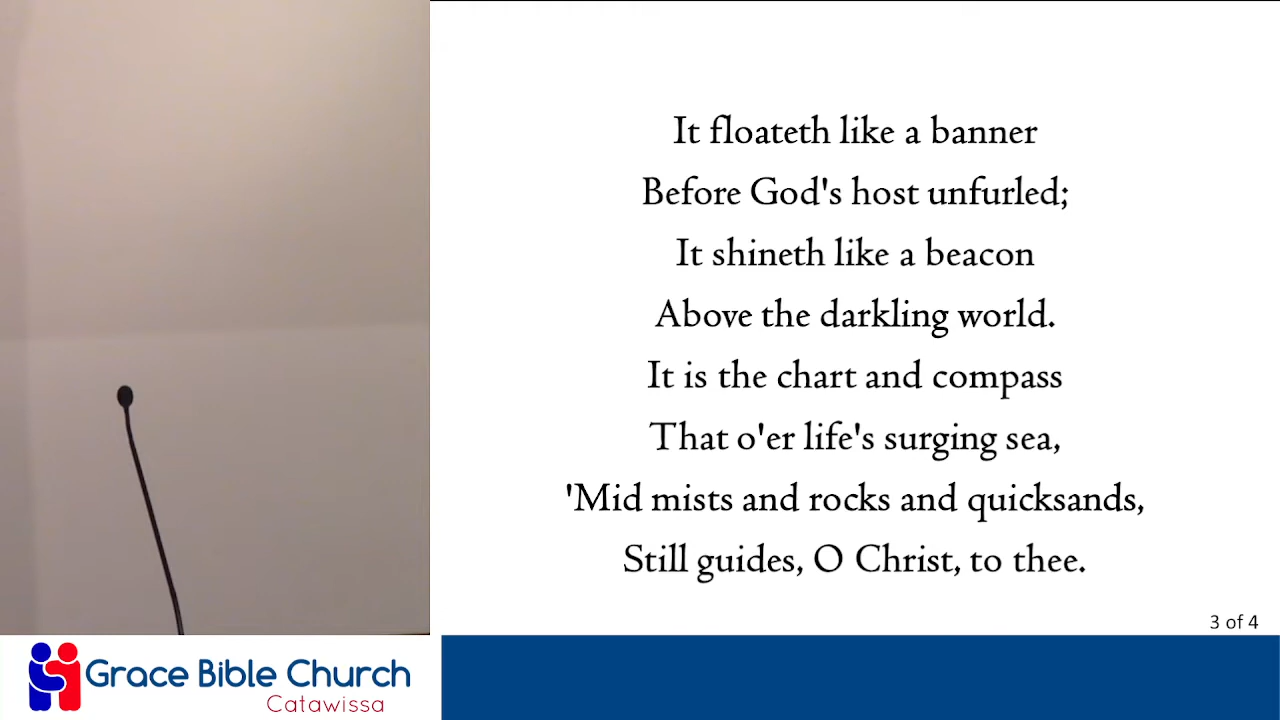 It floateth like a banner
Before God's host unfurled;
It shineth like a beacon
Above the darkling world.
It is the chart and compass
That o'er life's surging sea,
'Mid mists and rocks and quicksands,
Still guides, O Christ, to thee.
3 of 4
Grace Bible Church
Catawissa